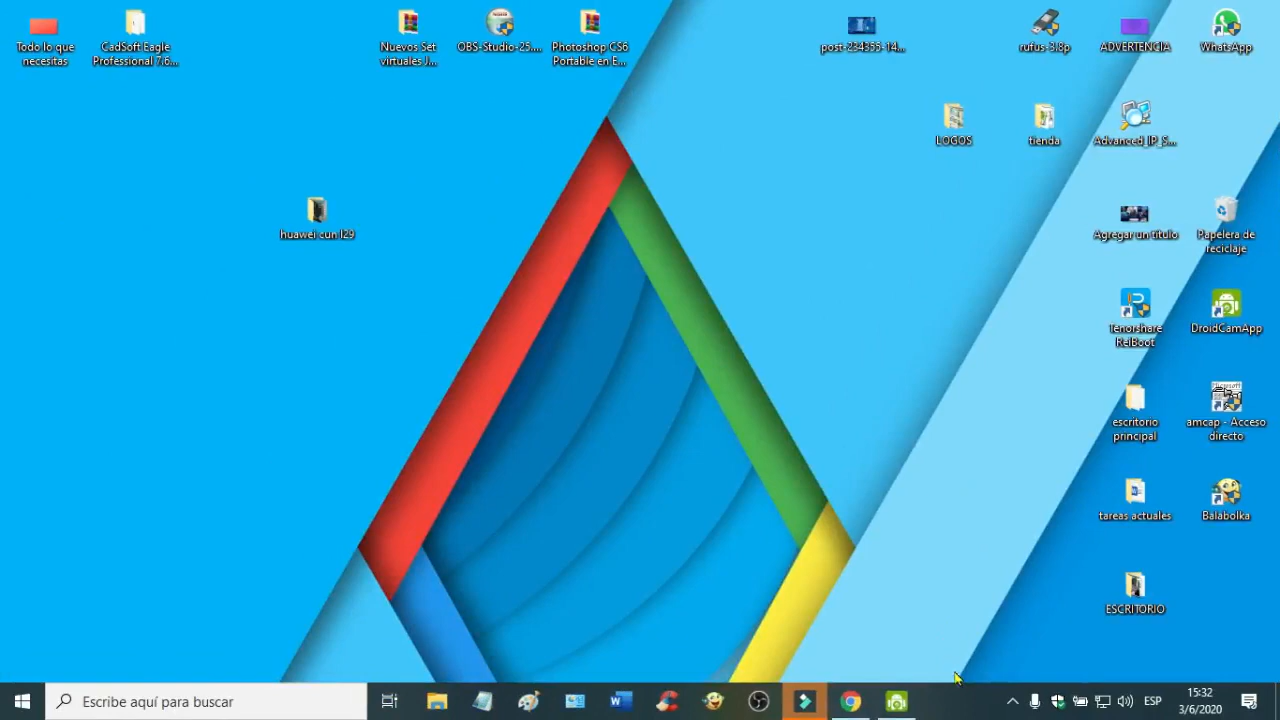 Todo lo que
necesitas
CadSoft Eagle
Professional 7.6...
Nuevos Set
virtuales J...
OBS-Studio-25....
Photoshop CS6
Portable en E...
post-234355-14...
rufus-3.8p
ADVERTENCIA
WhatsApp
LOGOS
tienda
Advanced_IP_S...
huawei cun l29
Agregar un título
Papelera de
reciclaje
Tenorshare
ReiBoot
DroidCamApp
escritorio
principal
amcap - Acceso
directo
tareas actuales
Balabolka
ESCRITORIO
Escribe aquí para buscar
ESP
15:32
3/6/2020